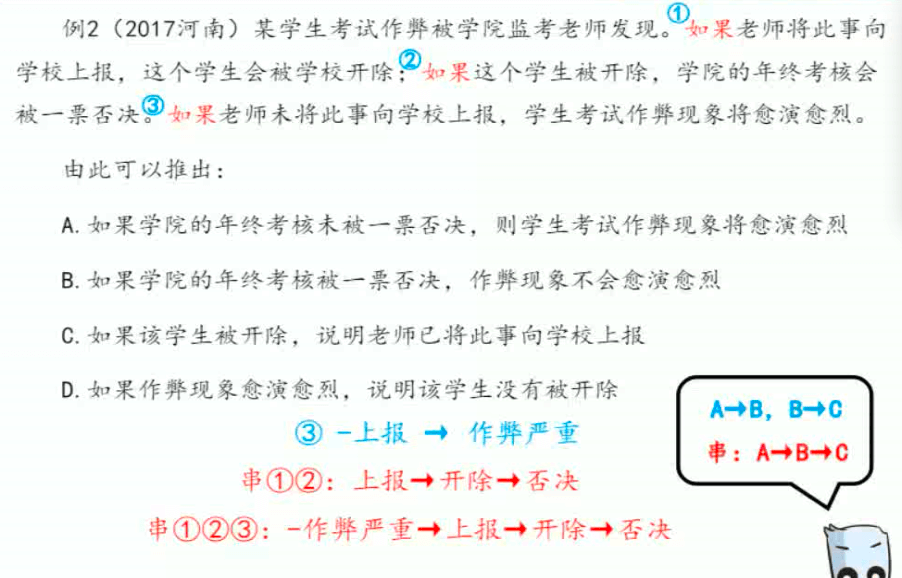 例2（2017河南）某学生考试作弊被学院监考老师发现。①如果老师将此事向
学校上报，这个学生会被学校开除；②如果这个学生被开除，学院的年终考核会
被一票否决。③如果老师未将此事向学校上报，学生考试作弊现象将愈演愈烈。
由此可以推出：
A.如果学院的年终考核未被一票否决，则学生考试作弊现象将愈演愈烈
B.如果学院的年终考核被一票否决，作弊现象不会愈演愈烈
C.如果该学生被开除，说明老师已将此事向学校上报
D.如果作弊现象愈演愈烈，说明该学生没有被开除
③ -上报 → 作弊严重
A→B，B→C
串：A→B→C
串①②：上报→开除→否决
串①②③：-作弊严重→上报→开除→否决